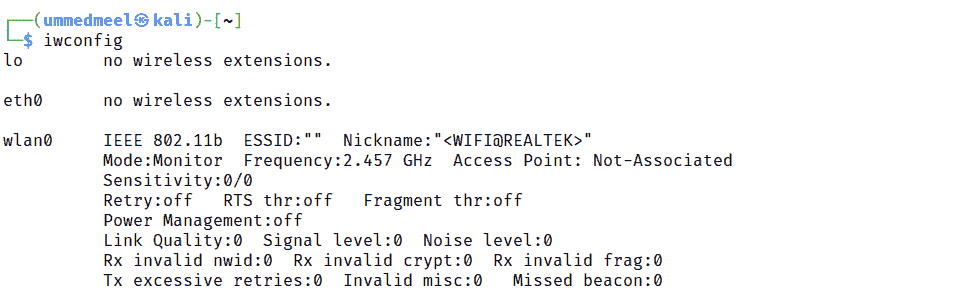 ┌──(ummedmeel㉿kali)-[~]
└─$ iwconfig
lo        no wireless extensions.
eth0      no wireless extensions.
wlan0     IEEE 802.11b  ESSID:""  Nickname:"<WIFI@REALTEK>"
          Mode:Monitor  Frequency:2.457 GHz  Access Point: Not-Associated
          Sensitivity:0/0
          Retry:off   RTS thr:off   Fragment thr:off
          Power Management:off
          Link Quality:0  Signal level:0  Noise level:0
          Rx invalid nwid:0  Rx invalid crypt:0  Rx invalid frag:0
          Tx excessive retries:0  Invalid misc:0   Missed beacon:0